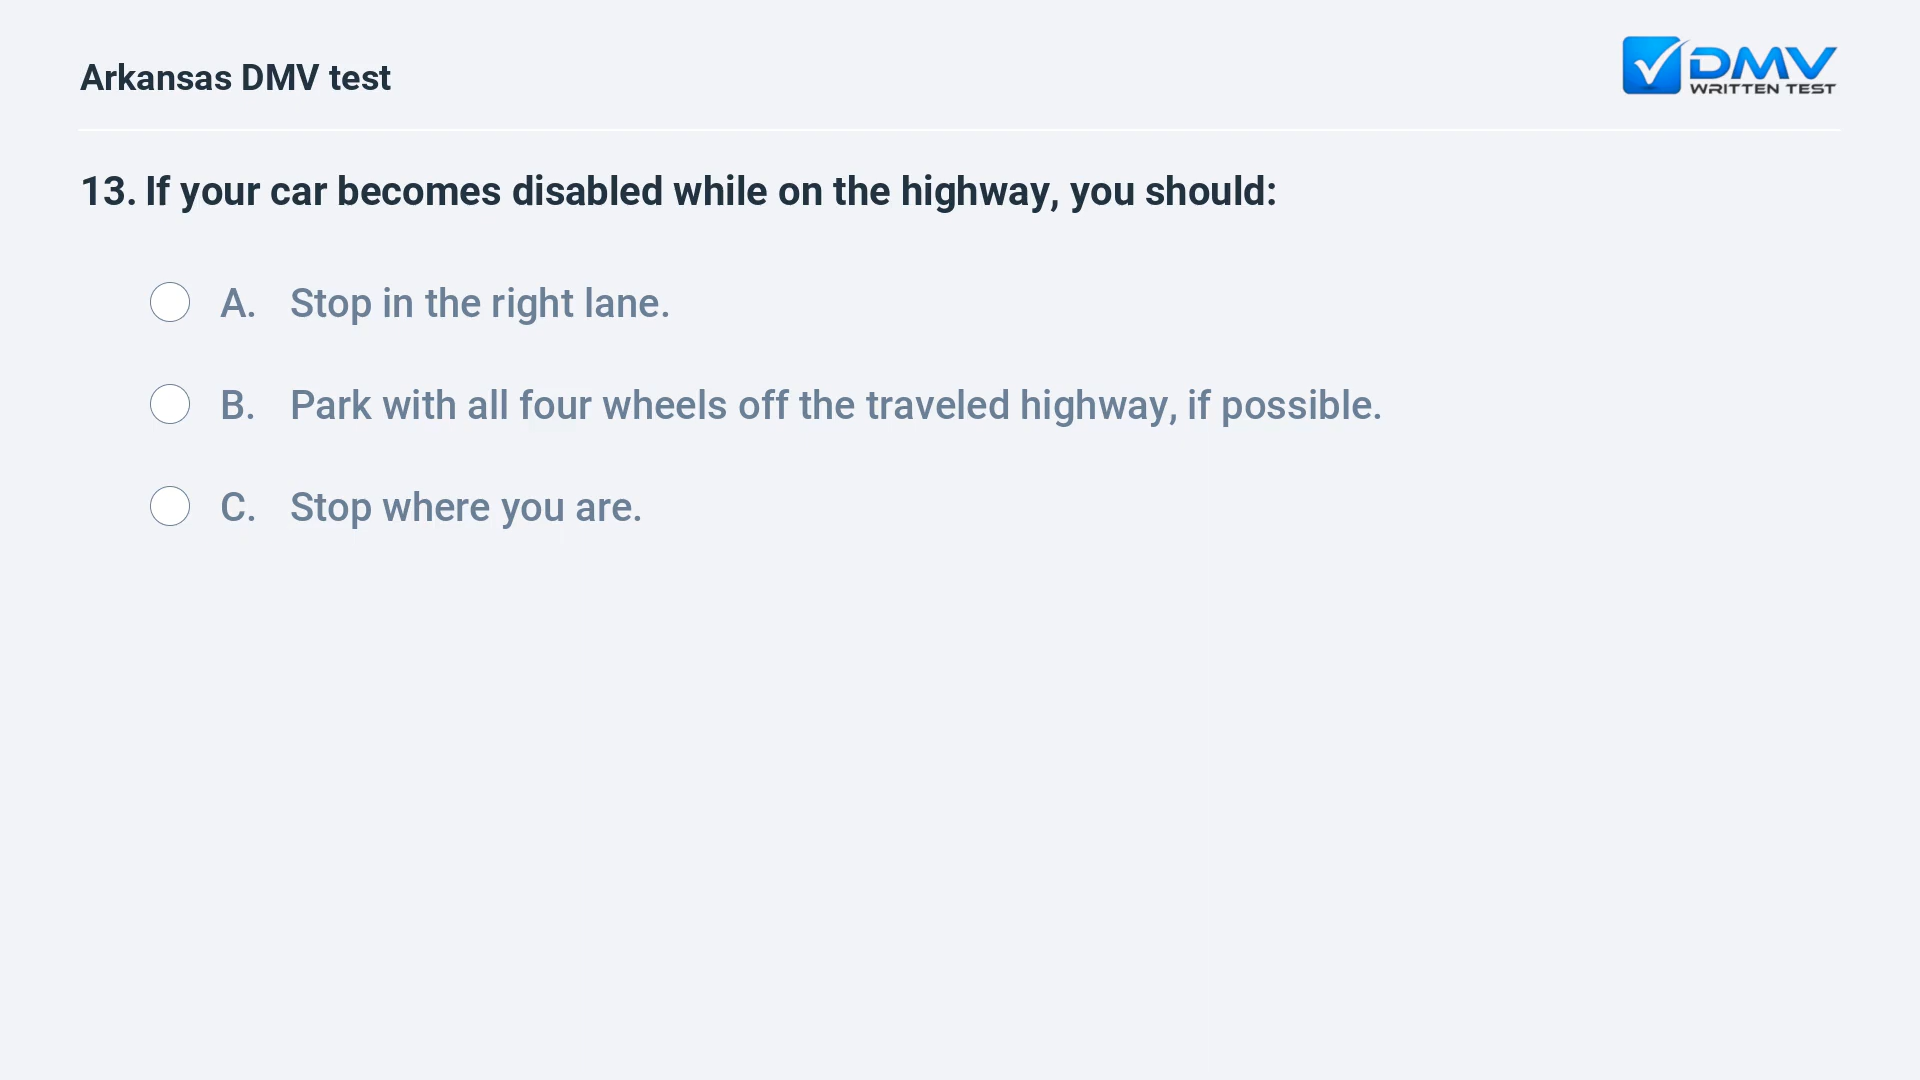 Arkansas DMV test
DMV
WRITTEN TEST
13. If your car becomes disabled while on the highway, you should:
A. Stop in the right lane.
B. Park with all four wheels off the traveled highway, if possible.
C. Stop where you are.